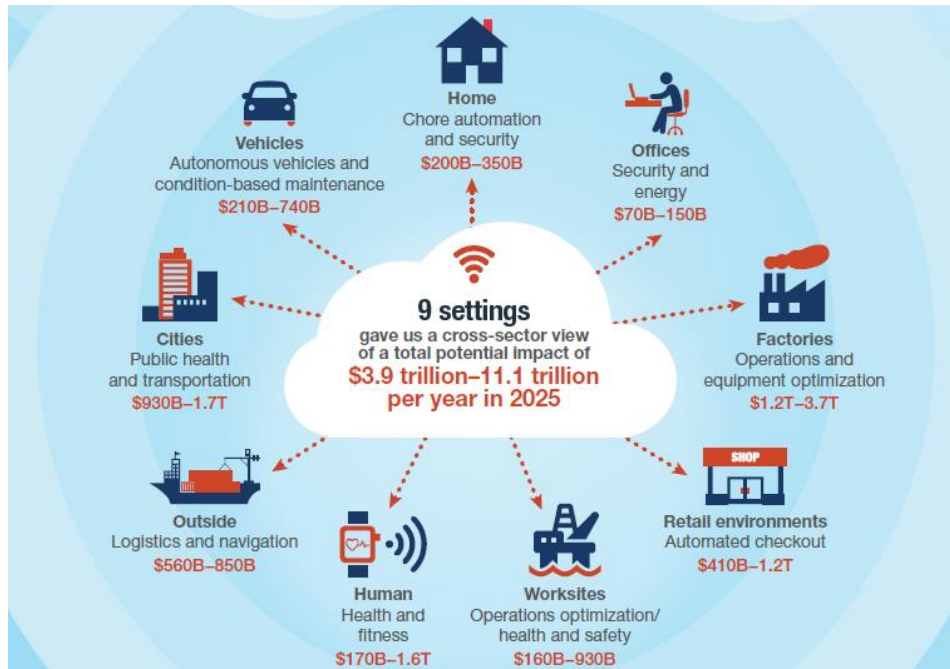 Home
Chore automation
and security
$200B–350B
Offices
Security and
energy
$70B–150B
Vehicles
Autonomous vehicles and
condition-based maintenance
$210B–740B
9 settings
gave us a cross-sector view
of a total potential impact of
$3.9 trillion–11.1 trillion
per year in 2025
Cities
Public health
and transportation
$930B–1.7T
Factories
Operations and
equipment optimization
$1.2T–3.7T
Outside
Logistics and navigation
$560B–850B
SHOP
Retail environments
Automated checkout
$410B–1.2T
Human
Health and
fitness
$170B–1.6T
Worksites
Operations optimization/
health and safety
$160B–930B